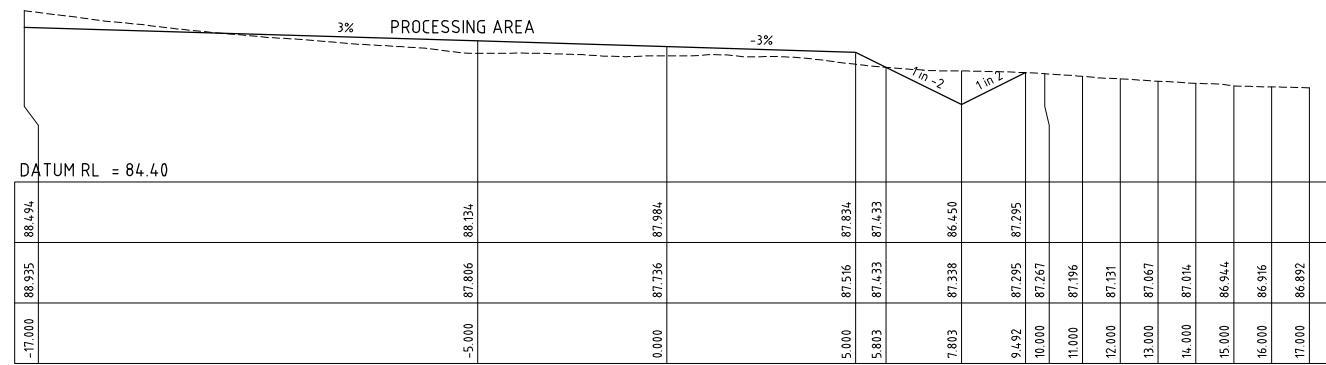 3% PROCESSING AREA -3%
1 in -2 1 in 2
DATUM RL = 84.40
88.494 88.134 87.984 87.834 87.433 86.450 87.295
88.935 87.806 87.736 87.516 87.433 87.338 87.295 87.267 87.196 87.131 87.067 87.014 86.944 86.916 86.892
-17.000 -5.000 0.000 5.000 5.803 7.803 9.492 10.000 11.000 12.000 13.000 14.000 15.000 16.000 17.000